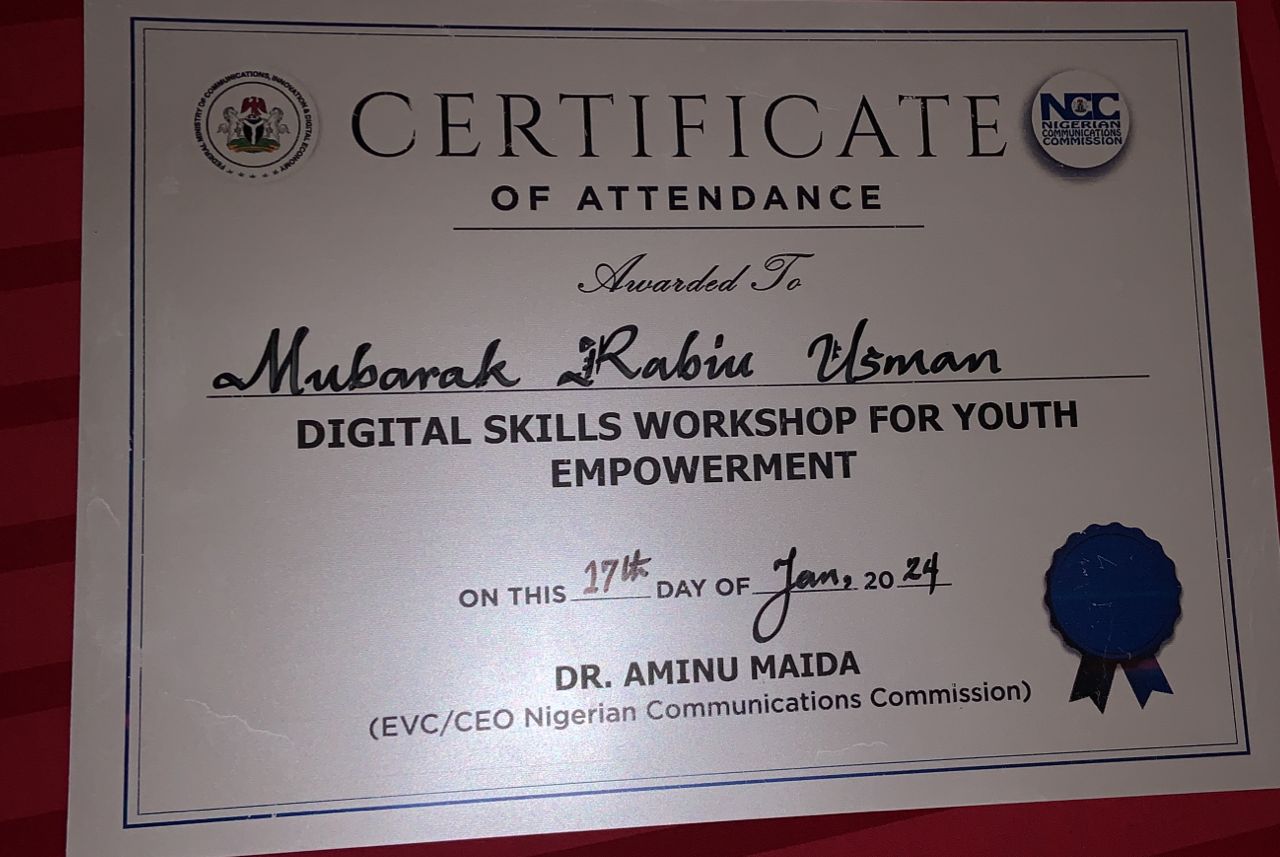 FEDERAL MINISTRY OF COMMUNICATIONS, INNOVATION & DIGITAL ECONOMY
CERTIFICATE
NCC
NIGERIAN
COMMUNICATIONS
COMMISSION
OF ATTENDANCE
Awarded To
Mubarak Rabiu Usman
DIGITAL SKILLS WORKSHOP FOR YOUTH
EMPOWERMENT
ON THIS 17th DAY OF Jan, 20 24
DR. AMINU MAIDA
(EVC/CEO Nigerian Communications Commission)